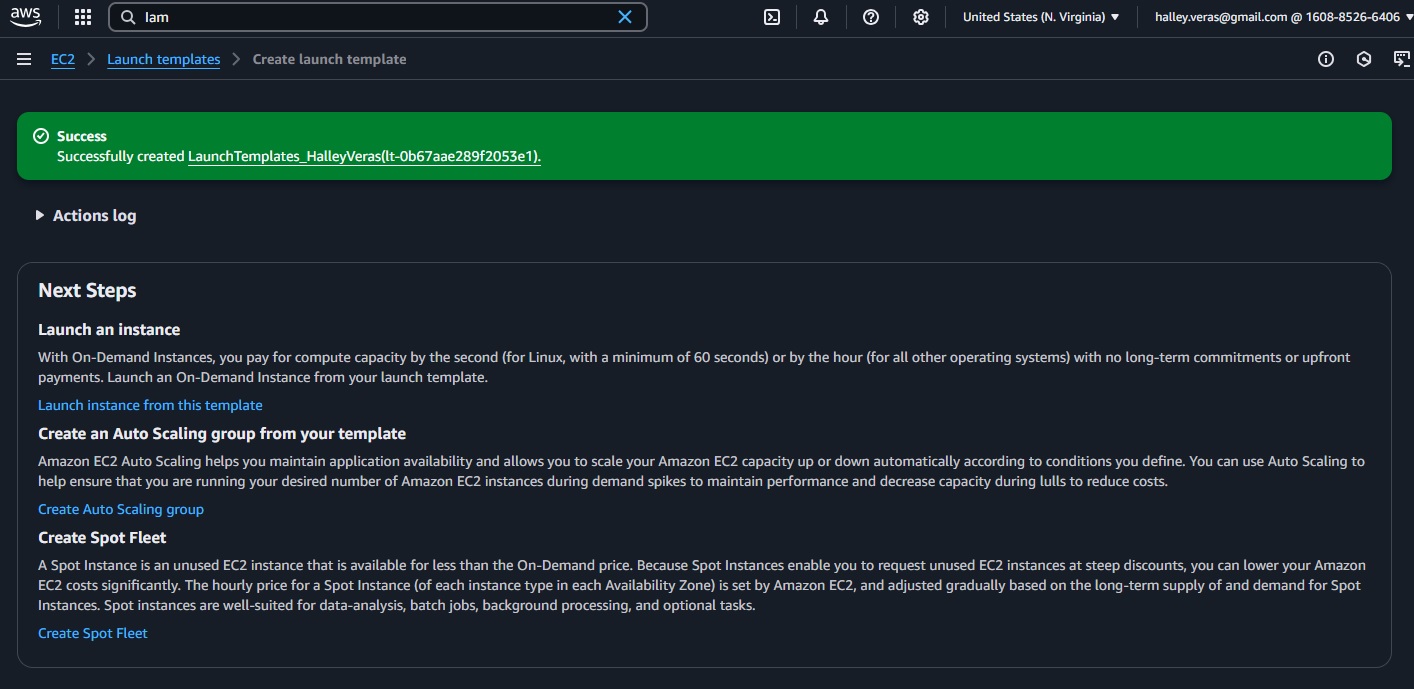 aws
lam
United States (N. Virginia)
halley.veras@gmail.com @ 1608-8526-6406
EC2
Launch templates
Create launch template
Success
Successfully created LaunchTemplates_HalleyVeras(lt-0b67aae289f2053e1).
Actions log
Next Steps
Launch an instance
With On-Demand Instances, you pay for compute capacity by the second (for Linux, with a minimum of 60 seconds) or by the hour (for all other operating systems) with no long-term commitments or upfront
payments. Launch an On-Demand Instance from your launch template.
Launch instance from this template
Create an Auto Scaling group from your template
Amazon EC2 Auto Scaling helps you maintain application availability and allows you to scale your Amazon EC2 capacity up or down automatically according to conditions you define. You can use Auto Scaling to
help ensure that you are running your desired number of Amazon EC2 instances during demand spikes to maintain performance and decrease capacity during lulls to reduce costs.
Create Auto Scaling group
Create Spot Fleet
A Spot Instance is an unused EC2 instance that is available for less than the On-Demand price. Because Spot Instances enable you to request unused EC2 instances at steep discounts, you can lower your Amazon
EC2 costs significantly. The hourly price for a Spot Instance (of each instance type in each Availability Zone) is set by Amazon EC2, and adjusted gradually based on the long-term supply of and demand for Spot
Instances. Spot instances are well-suited for data-analysis, batch jobs, background processing, and optional tasks.
Create Spot Fleet